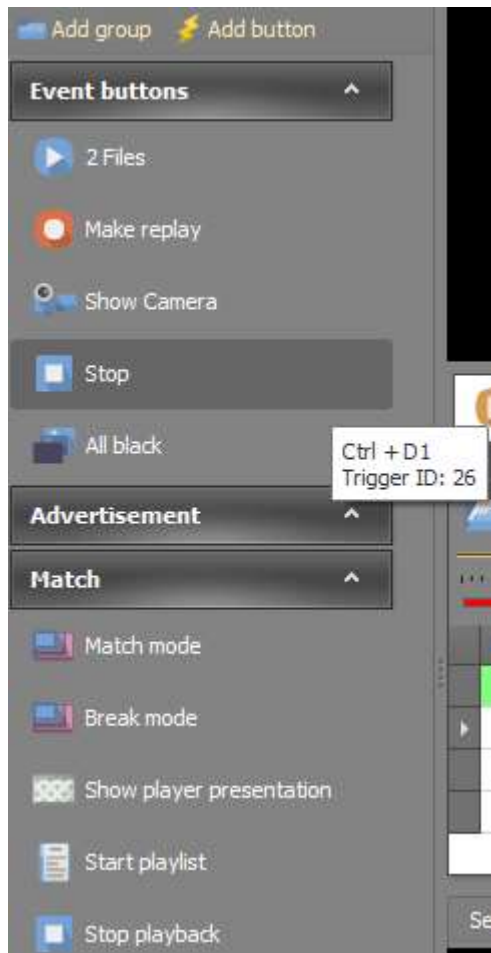 Add group Add button
Event buttons
2 Files
Make replay
Show Camera
Stop
All black
Ctrl + D1
Trigger ID: 26
Advertisement
Match
Match mode
Break mode
Show player presentation
Start playlist
Stop playback